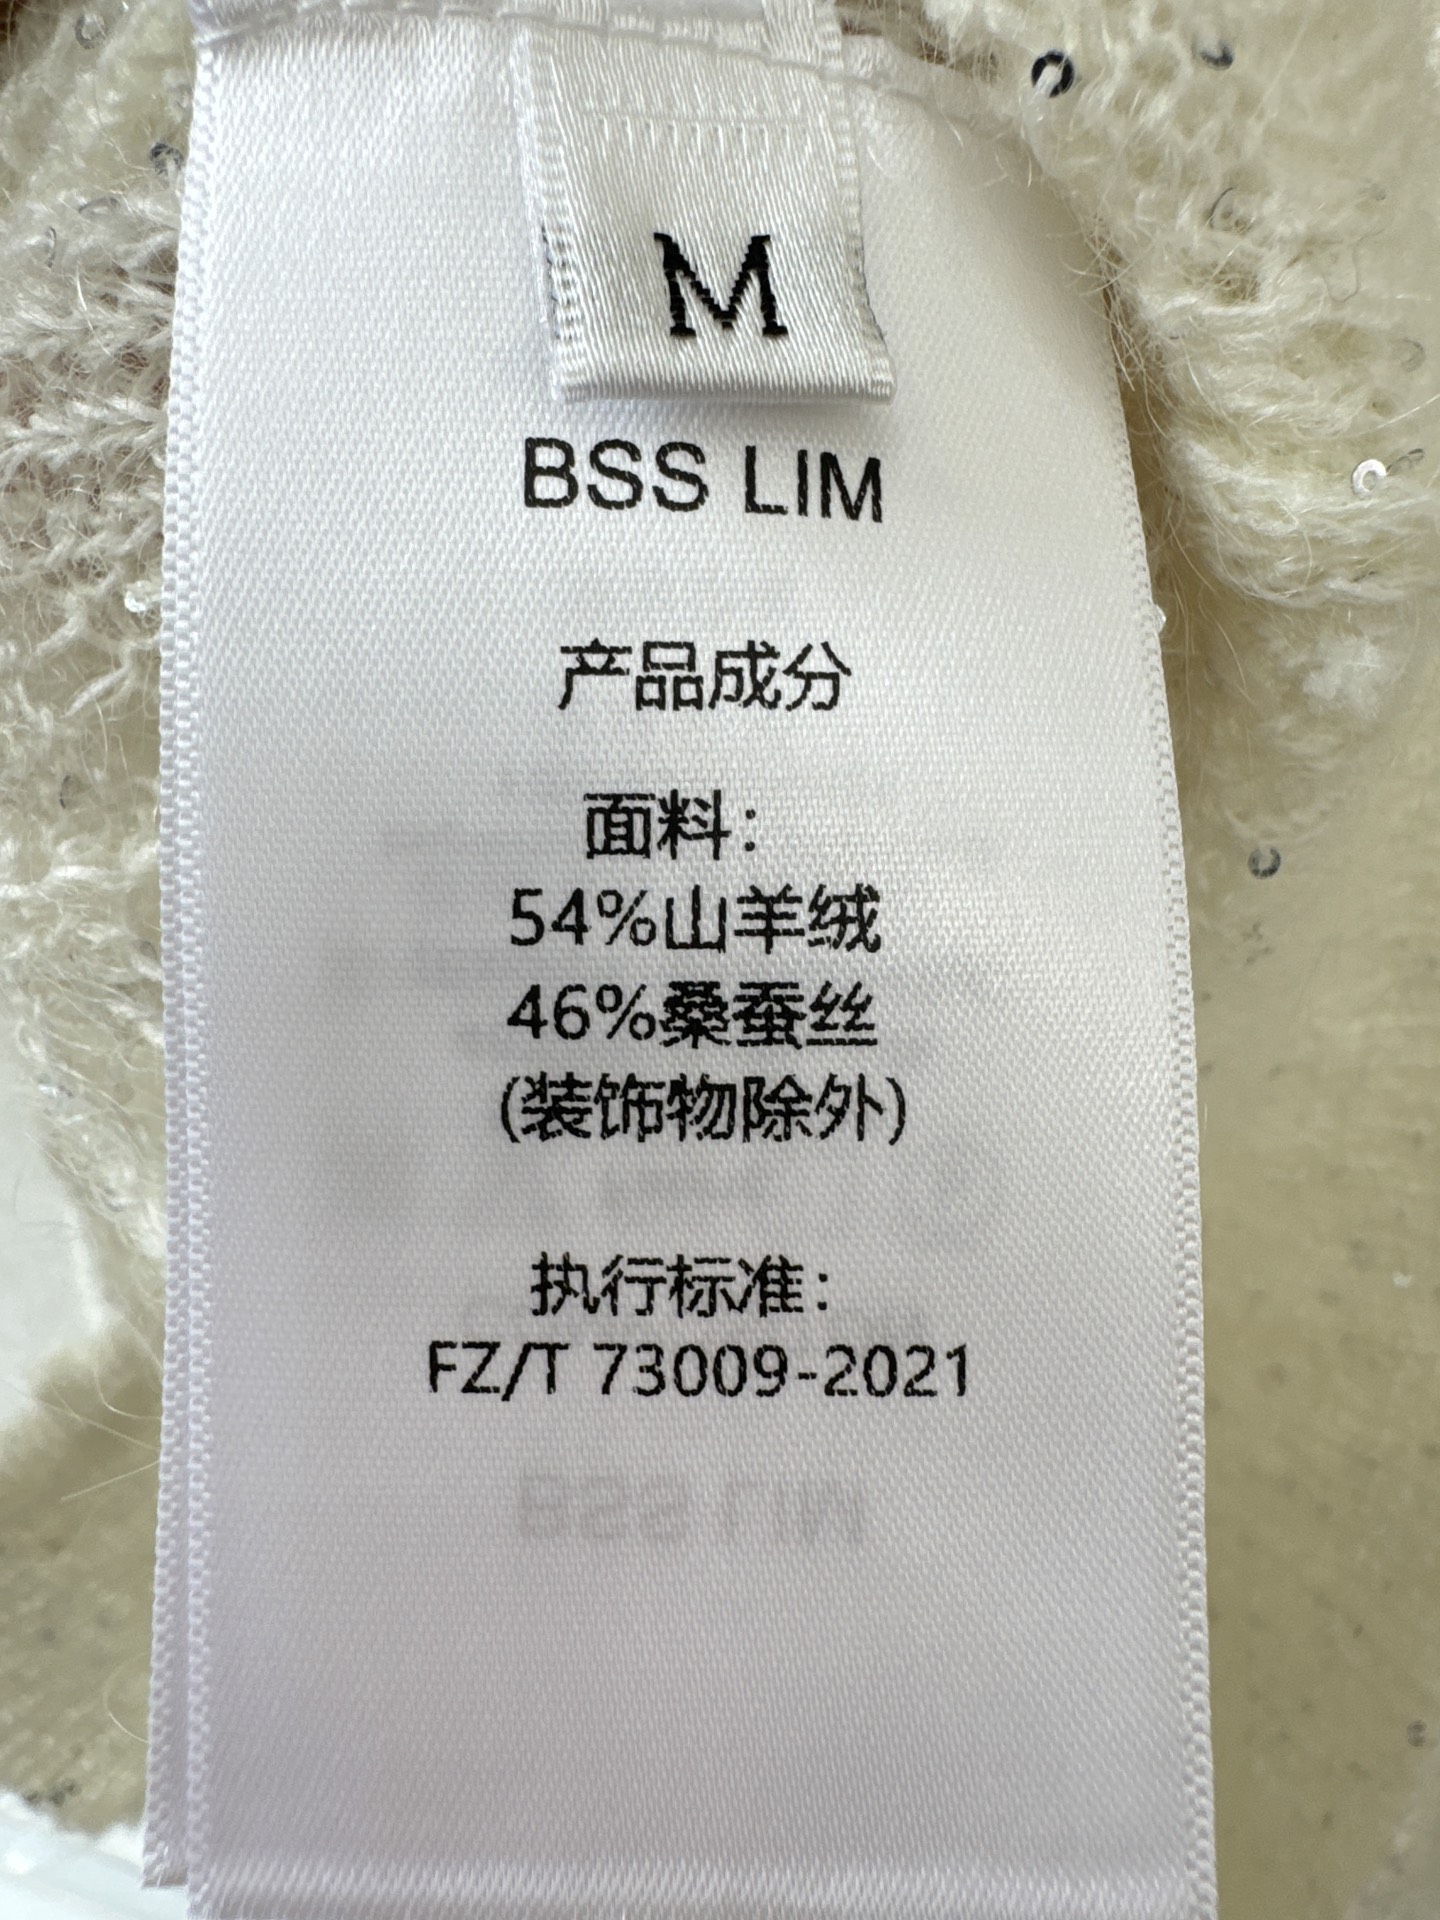 M
BSS LIM
产品成分
面料：
54%山羊绒
46%桑蚕丝
(装饰物除外)
执行标准：
FZ/T 73009-2021